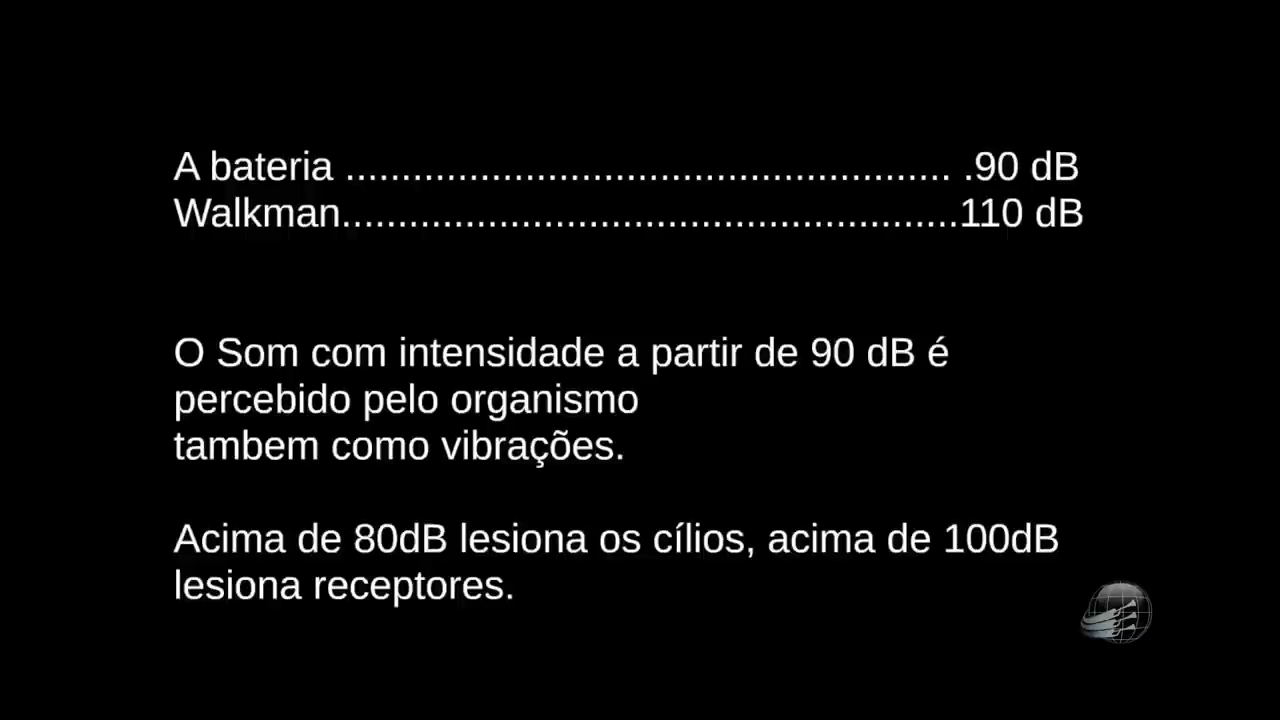 A bateria ......................................................... .90 dB
Walkman..........................................................110 dB
O Som com intensidade a partir de 90 dB é
percebido pelo organismo
tambem como vibrações.
Acima de 80dB lesiona os cílios, acima de 100dB
lesiona receptores.